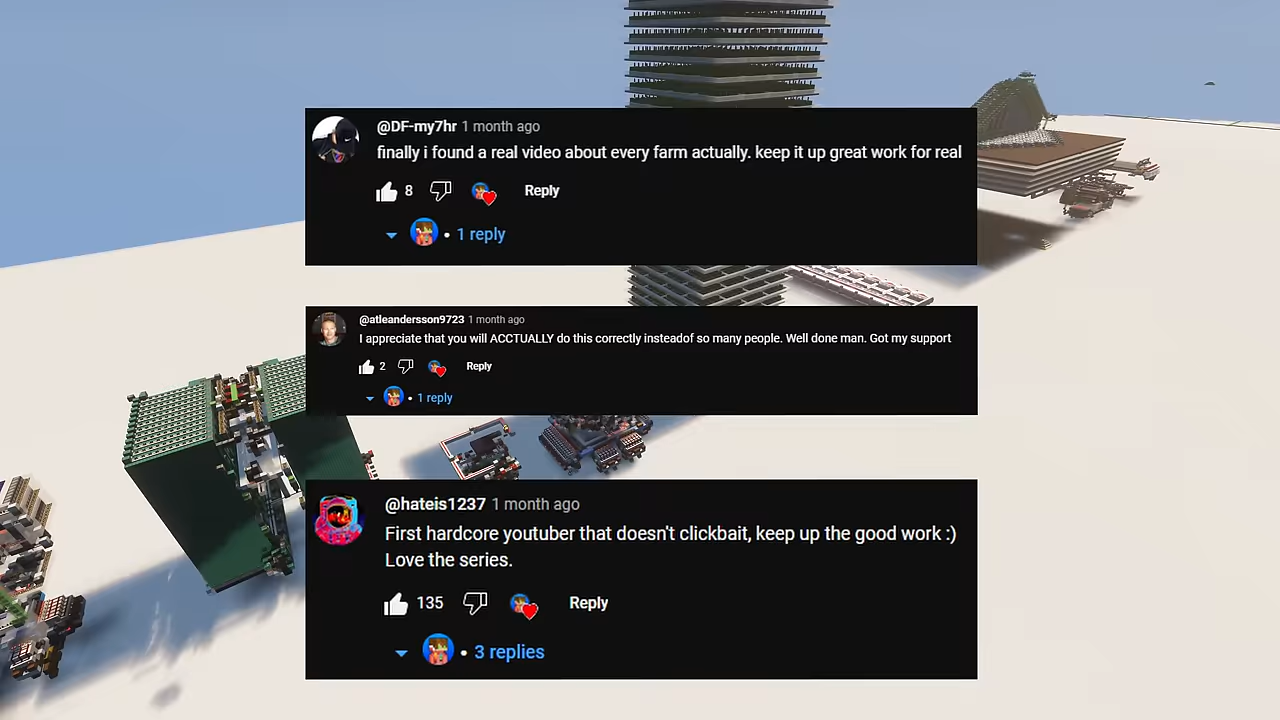 @DF-my7hr 1 month ago
finally i found a real video about every farm actually. keep it up great work for real
8 Reply
• 1 reply
@atleandersson9723 1 month ago
I appreciate that you will ACCTUALLY do this correctly insteadof so many people. Well done man. Got my support
2 Reply
• 1 reply
@hateis1237 1 month ago
First hardcore youtuber that doesn't clickbait, keep up the good work :)
Love the series.
135 Reply
• 3 replies